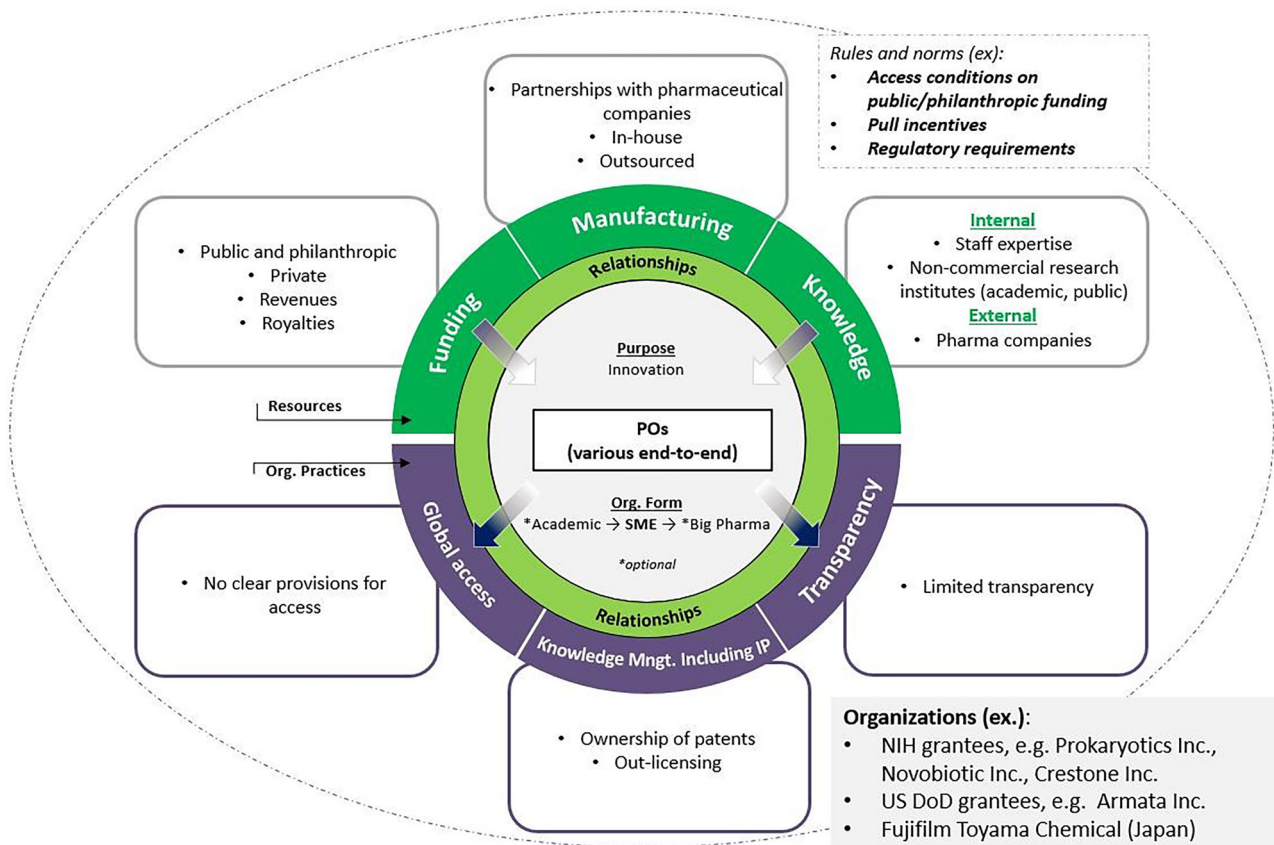 Rules and norms (ex):
• Access conditions on
public/philanthropic funding
• Pull incentives
• Regulatory requirements
• Partnerships with pharmaceutical
companies
• In-house
• Outsourced
• Public and philanthropic
• Private
• Revenues
• Royalties
Internal
• Staff expertise
• Non-commercial research
institutes (academic, public)
External
• Pharma companies
Funding
Manufacturing
Knowledge
Relationships
Purpose
Innovation
POs
(various end-to-end)
Org. Form
*Academic → SME → *Big Pharma
*optional
Relationships
Resources
Org. Practices
Global access
Knowledge Mngt. Including IP
Transparency
• No clear provisions for
access
• Limited transparency
• Ownership of patents
• Out-licensing
Organizations (ex.):
• NIH grantees, e.g. Prokaryotics Inc.,
Novobiotic Inc., Crestone Inc.
• US DoD grantees, e.g. Armata Inc.
• Fujifilm Toyama Chemical (Japan)